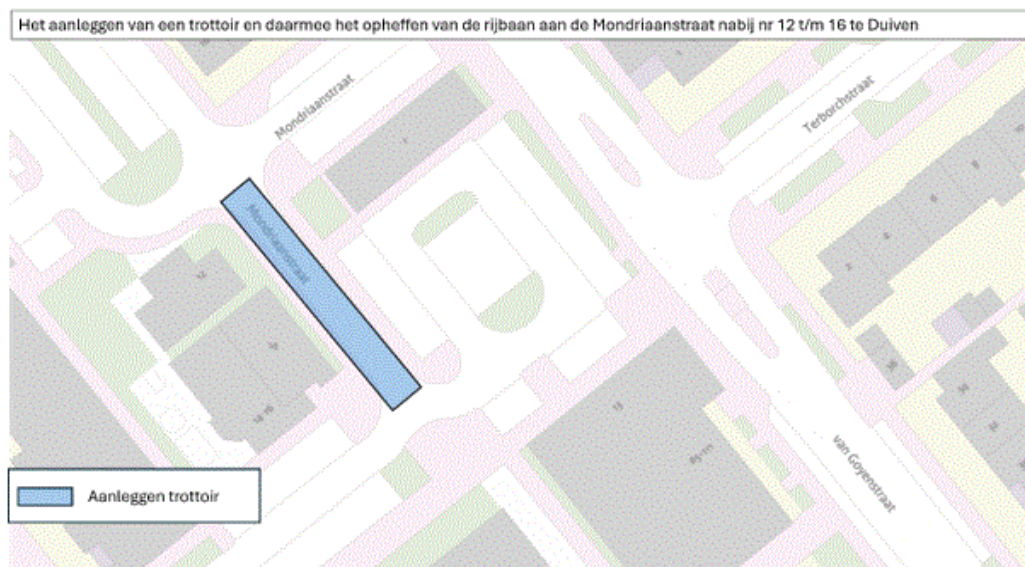 Het aanleggen van een trottoir en daarmee het opheffen van de rijbaan aan de Mondriaanstraat nabij nr 12 t/m 16 te Duiven
Mondriaanstraat
Terborchstraat
Mondriaanstraat
12
van Goyenstraat
Aanleggen trottoir